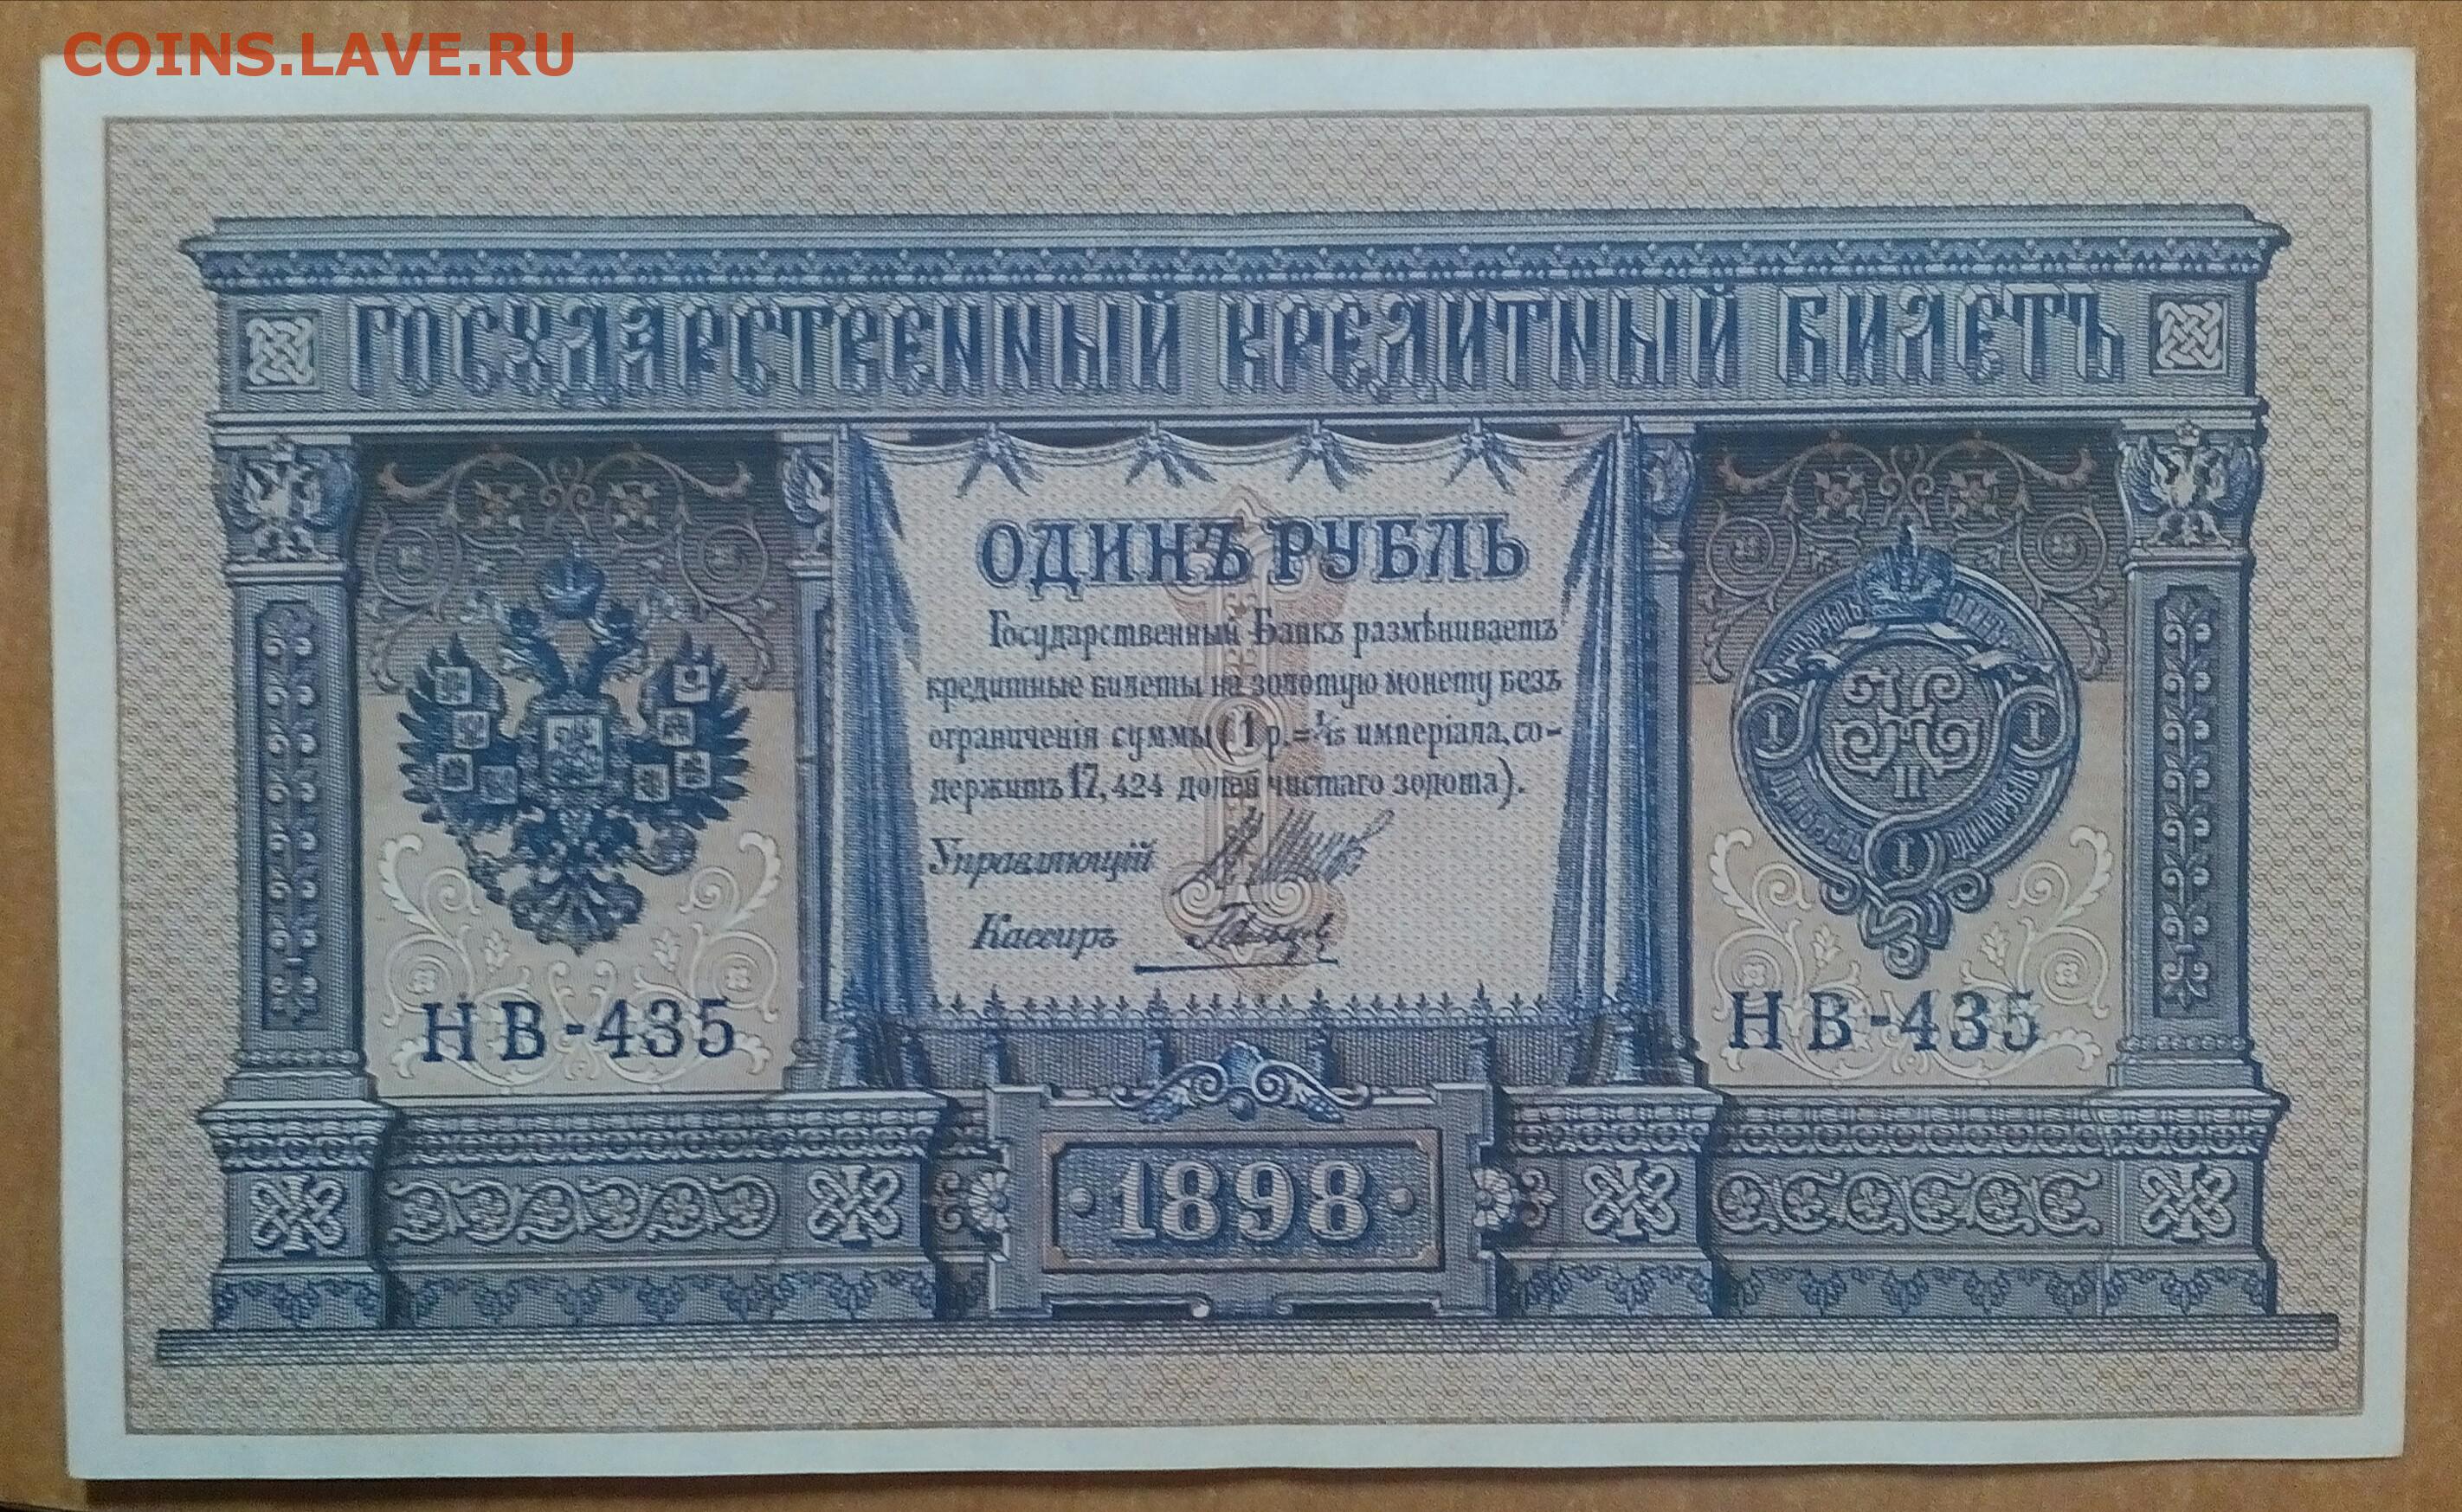 COINS.LAVE.RU
ГОСУДАРСТВЕННЫЙ КРЕДИТНЫЙ БИЛЕТЪ
ОДИНЪ РУБЛЬ
Государственный Банкъ размѣниваетъ
кредитные билеты на золотую монету безъ
ограниченія суммы (1 р.=1/15 имперіала, со-
держитъ 17,424 долей чистаго золота).
Управляющій
Кассиръ
НВ-435
НВ-435
1898